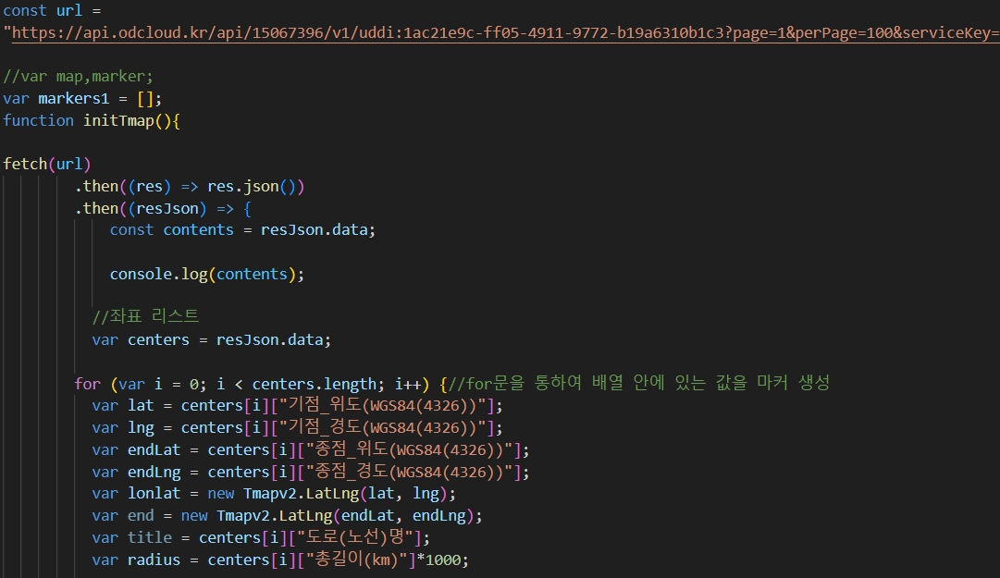 const url =
"https://api.odcloud.kr/api/15067396/v1/uddi:1ac21e9c-ff05-4911-9772-b19a6310b1c3?page=1&perPage=100&serviceKey=
//var map,marker;
var markers1 = [];
function initTmap(){
fetch(url)
.then((res) => res.json())
.then((resJson) => {
const contents = resJson.data;
console.log(contents);
//좌표 리스트
var centers = resJson.data;
for (var i = 0; i < centers.length; i++) {//for문을 통하여 배열 안에 있는 값을 마커 생성
var lat = centers[i]["기점_위도(WGS84(4326))"];
var lng = centers[i]["기점_경도(WGS84(4326))"];
var endLat = centers[i]["종점_위도(WGS84(4326))"];
var endLng = centers[i]["종점_경도(WGS84(4326))"];
var lonlat = new Tmapv2.LatLng(lat, lng);
var end = new Tmapv2.LatLng(endLat, endLng);
var title = centers[i]["도로(노선)명"];
var radius = centers[i]["총길이(km)"]*1000;